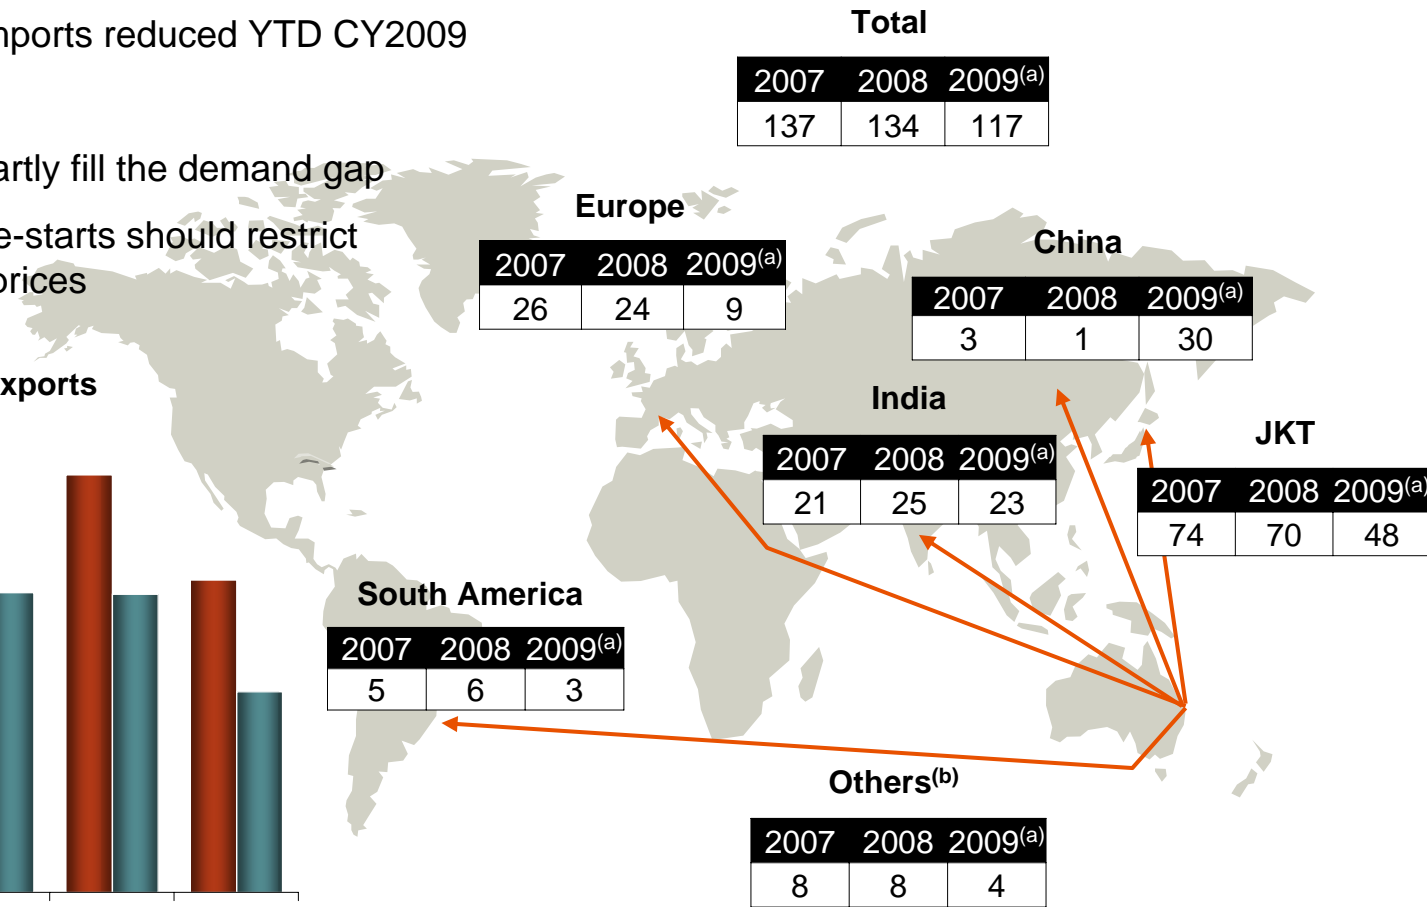 ports reduced YTD CY2009
artly fill the demand gap
e-starts should restrict
prices
xports
Total
2007 2008 2009(a)
137 134 117
Europe
2007 2008 2009(a)
26 24 9
China
2007 2008 2009(a)
3 1 30
India
2007 2008 2009(a)
21 25 23
JKT
2007 2008 2009(a)
74 70 48
South America
2007 2008 2009(a)
5 6 3
Others(b)
2007 2008 2009(a)
8 8 4